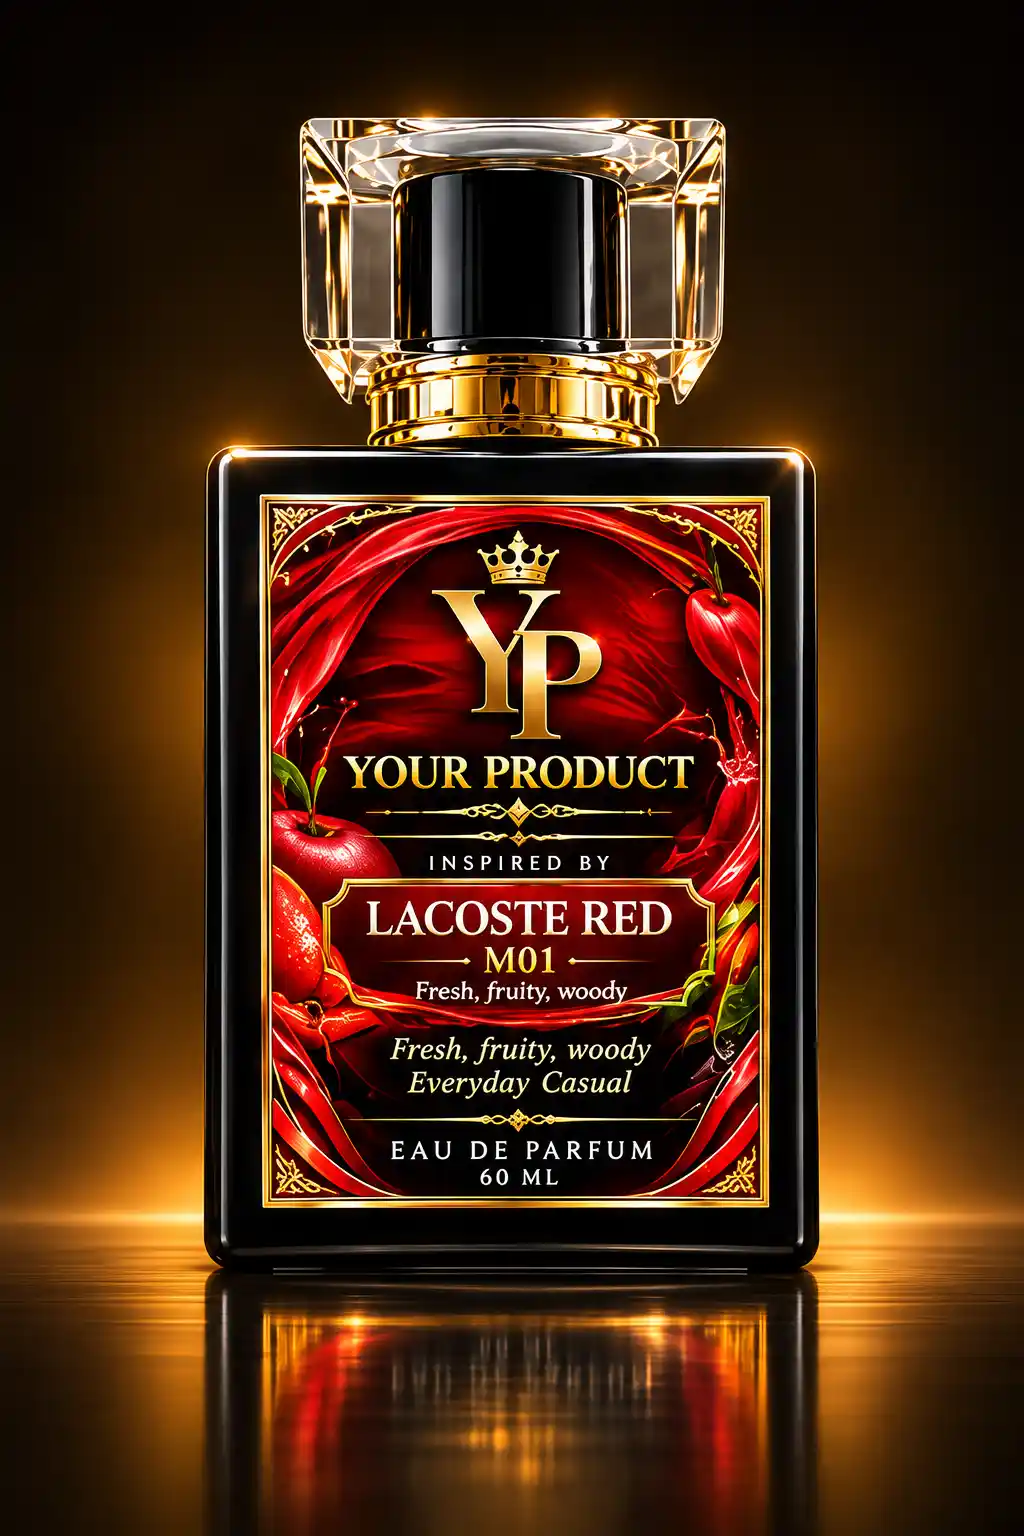 YP
YOUR PRODUCT
INSPIRED BY
LACOSTE RED
M01
Fresh, fruity, woody
Fresh, fruity, woody
Everyday Casual
EAU DE PARFUM
60 ML